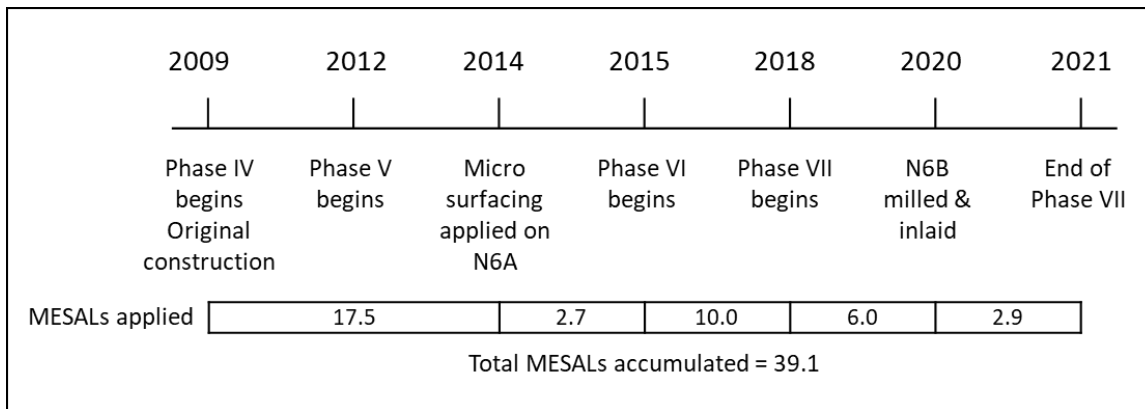 2009 2012 2014 2015 2018 2020 2021
Phase IV
begins
Original
construction
Phase V
begins
Micro
surfacing
applied on
N6A
Phase VI
begins
Phase VII
begins
N6B
milled &
inlaid
End of
Phase VII
MESALs applied 17.5 2.7 10.0 6.0 2.9
Total MESALs accumulated = 39.1